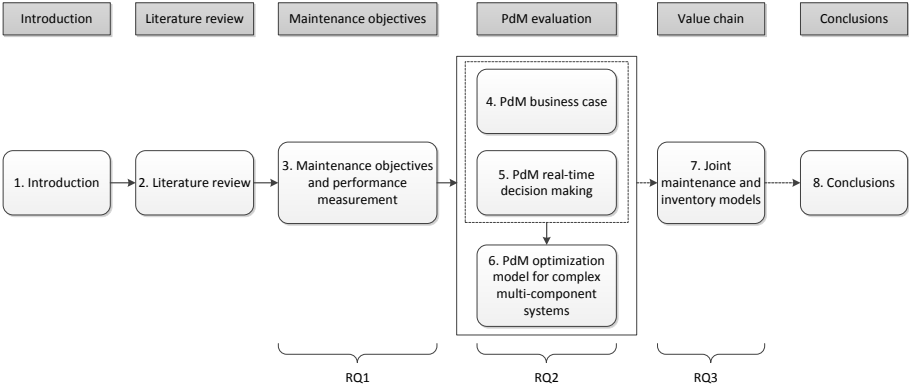 Introduction
Literature review
Maintenance objectives
PdM evaluation
Value chain
Conclusions
1. Introduction
2. Literature review
3. Maintenance objectives
and performance
measurement
4. PdM business case
5. PdM real-time
decision making
6. PdM optimization
model for complex
multi-component
systems
7. Joint
maintenance and
inventory models
8. Conclusions
RQ1
RQ2
RQ3